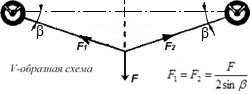 β
β
F₁
F₂
F
V-образная схема
F₁ = F₂ = F / 2 sin β